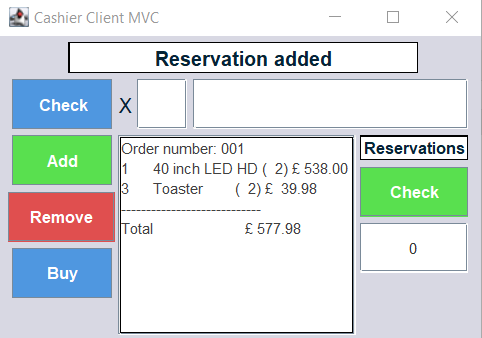 Cashier Client MVC
Reservation added
Check X
Add
Remove
Buy
Order number: 001
1 40 inch LED HD ( 2) £ 538.00
3 Toaster ( 2) £ 39.98
----------------------------
Total £ 577.98
Reservations
Check
0